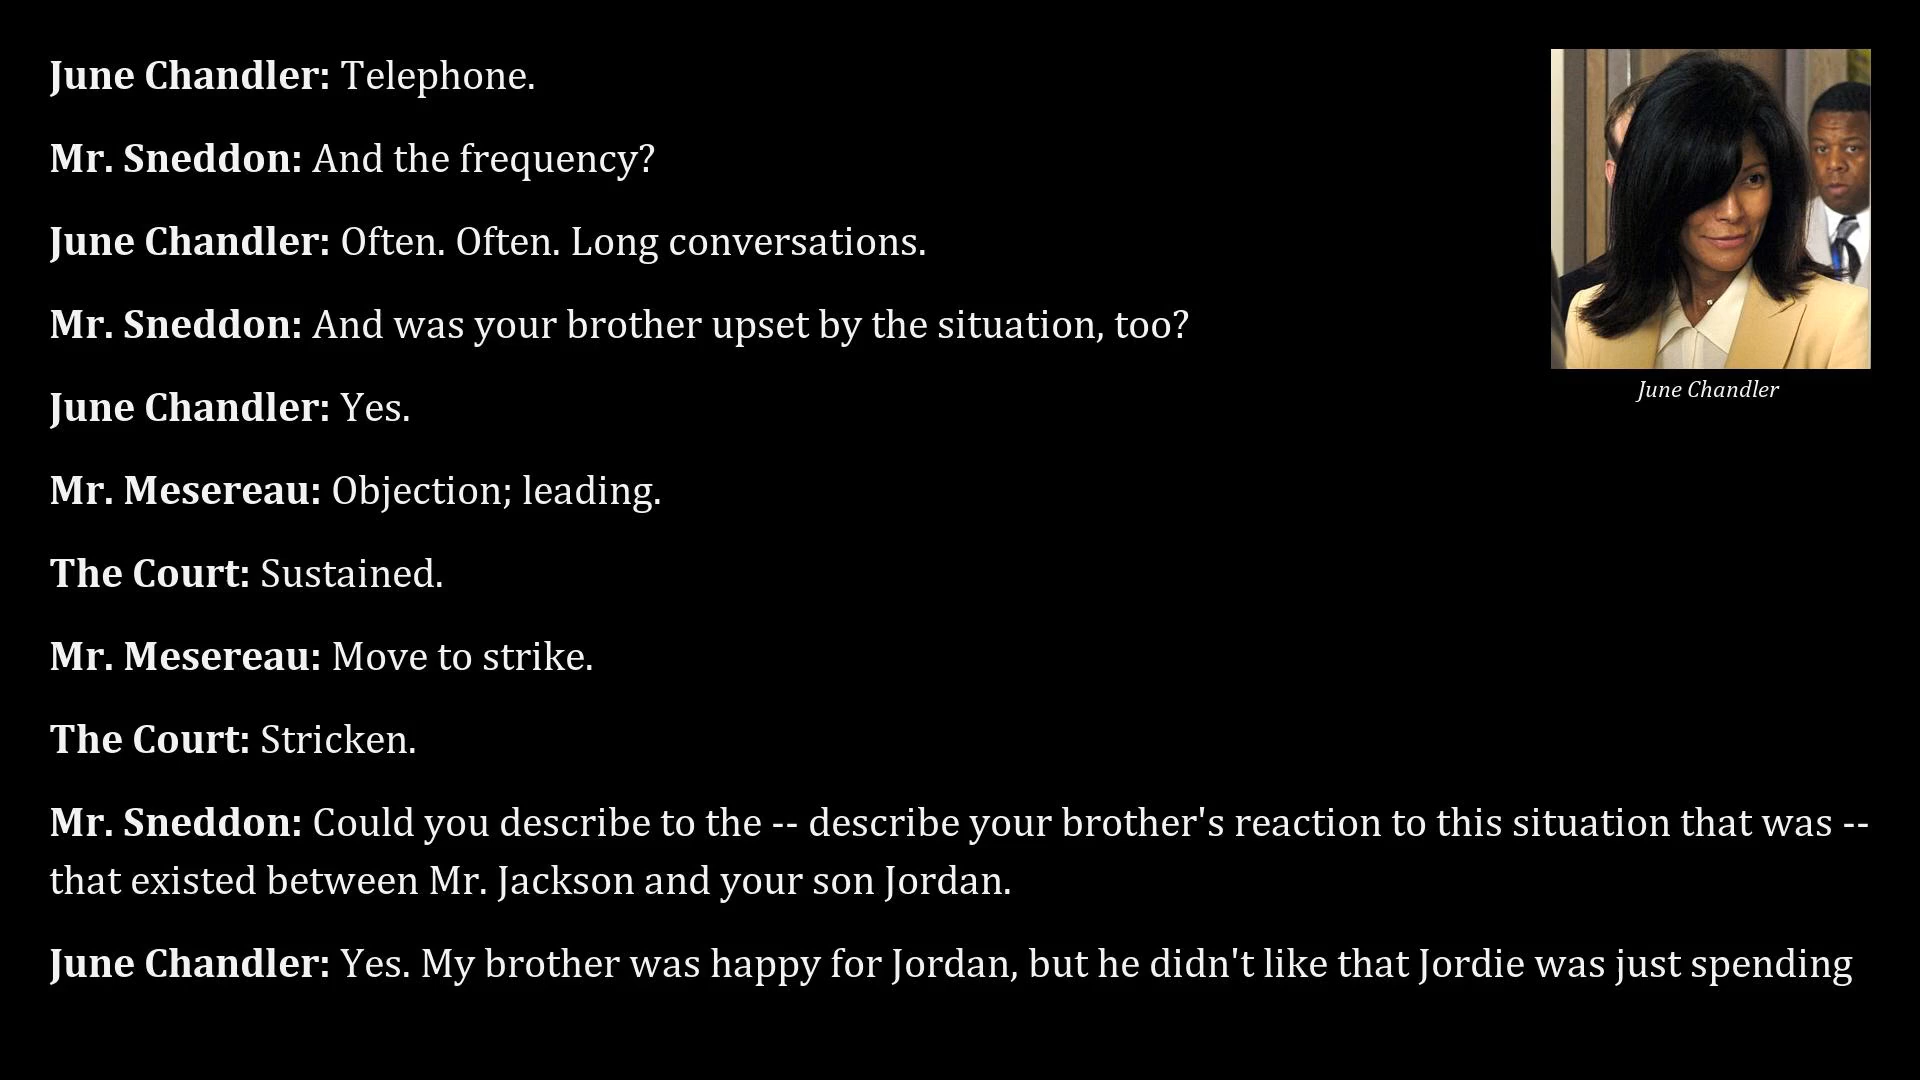 June Chandler: Telephone.
Mr. Sneddon: And the frequency?
June Chandler: Often. Often. Long conversations.
Mr. Sneddon: And was your brother upset by the situation, too?
June Chandler: Yes.
June Chandler
Mr. Mesereau: Objection; leading.
The Court: Sustained.
Mr. Mesereau: Move to strike.
The Court: Stricken.
Mr. Sneddon: Could you describe to the -- describe your brother's reaction to this situation that was --
that existed between Mr. Jackson and your son Jordan.
June Chandler: Yes. My brother was happy for Jordan, but he didn't like that Jordie was just spending